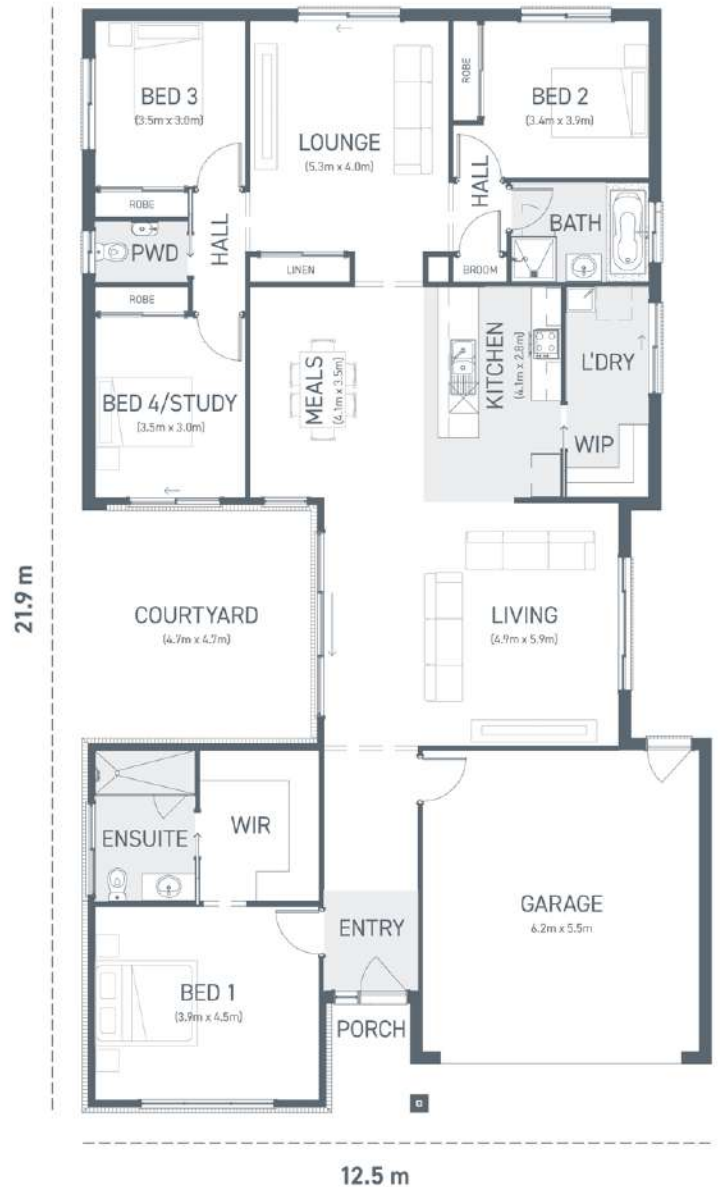 BED 3
(3.5m x 3.0m)
LOUNGE
(5.3m x 4.0m)
ROBE
BED 2
(3.4m x 3.9m)
ROBE
PWD
HALL
LINEN
HALL
BROOM
BATH
ROBE
BED 4/STUDY
(3.5m x 3.0m)
MEALS
(4.1m x 3.5m)
KITCHEN
(4.1m x 2.8m)
L'DRY
WIP
COURTYARD
(4.7m x 4.7m)
LIVING
(4.9m x 5.9m)
21.9 m
ENSUITE
WIR
GARAGE
6.2m x 5.5m
ENTRY
BED 1
(3.9m x 4.5m)
PORCH
12.5 m